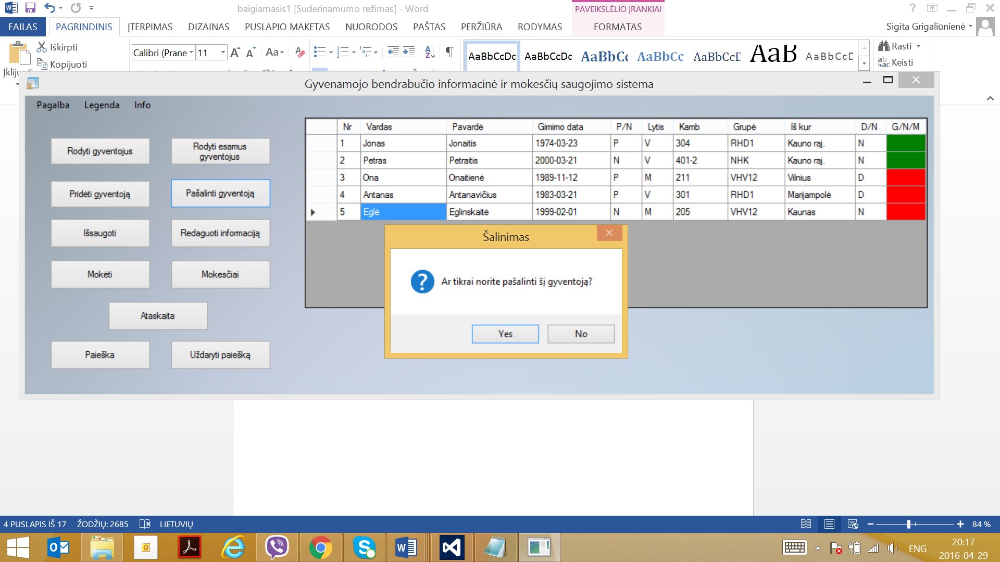 baigiamasis1 [Suderinamumo režimas] - Word
PAVEIKSLĖLIO ĮRANKIAI
FAILAS PAGRINDINIS ĮTERPIMAS DIZAINAS PUSLAPIO MAKETAS NUORODOS PAŠTAS PERŽIŪRA RODYMAS FORMATAS Sigita Grigaliūnienė
Iškirpti
Kopijuoti
Calibri (Prane 11
AaBbCcDc AaBbCcDc AaBbC AaBbCc AaBbCcD AaB AaBbCcD
Rasti
Keisti
Gyvenamojo bendrabučio informacinė ir mokesčių saugojimo sistema
Pagalba Legenda Info
Rodyti gyventojus
Rodyti esamus
gyventojus
Pridėti gyventoją
Pašalinti gyventoją
Išsaugoti
Redaguoti informaciją
Mokėti
Mokesčiai
Ataskaita
Paieška
Uždaryti paiešką
Nr Vardas Pavardė Gimimo data P/N Lytis Kamb Grupė Iš kur D/N G/N/M
1 Jonas Jonaitis 1974-03-23 P V 304 RHD1 Kauno raj. N
2 Petras Petraitis 2000-03-21 N V 401-2 NHK Kauno raj. N
3 Ona Onaitienė 1989-11-12 P M 211 VHV12 Vilnius D
4 Antanas Antanavičius 1983-03-21 P V 301 RHD1 Marijampolė D
5 Eglė Eglinskaitė 1999-02-01 N M 205 VHV12 Kaunas N
Šalinimas
Ar tikrai norite pašalinti šį gyventoją?
Yes No
4 PUSLAPIS IŠ 17 ŽODŽIŲ: 2685 LIETUVIŲ
84 %
ENG
20:17
2016-04-29